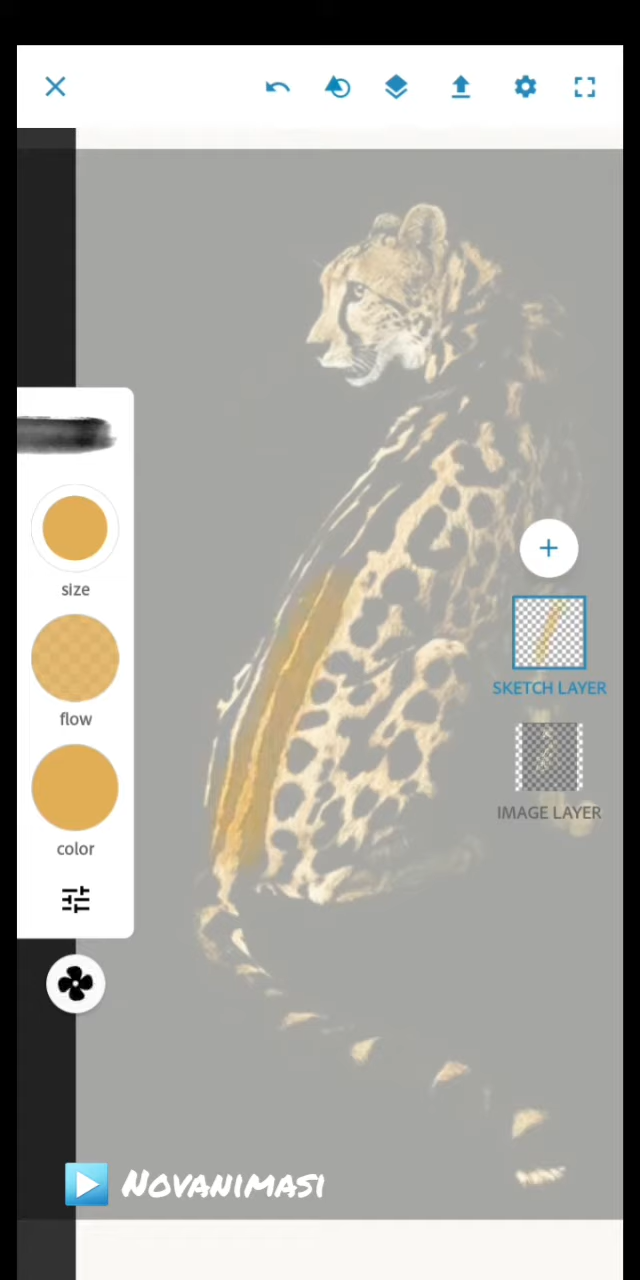 size
flow
color
SKETCH LAYER
IMAGE LAYER
NOVANIMASI